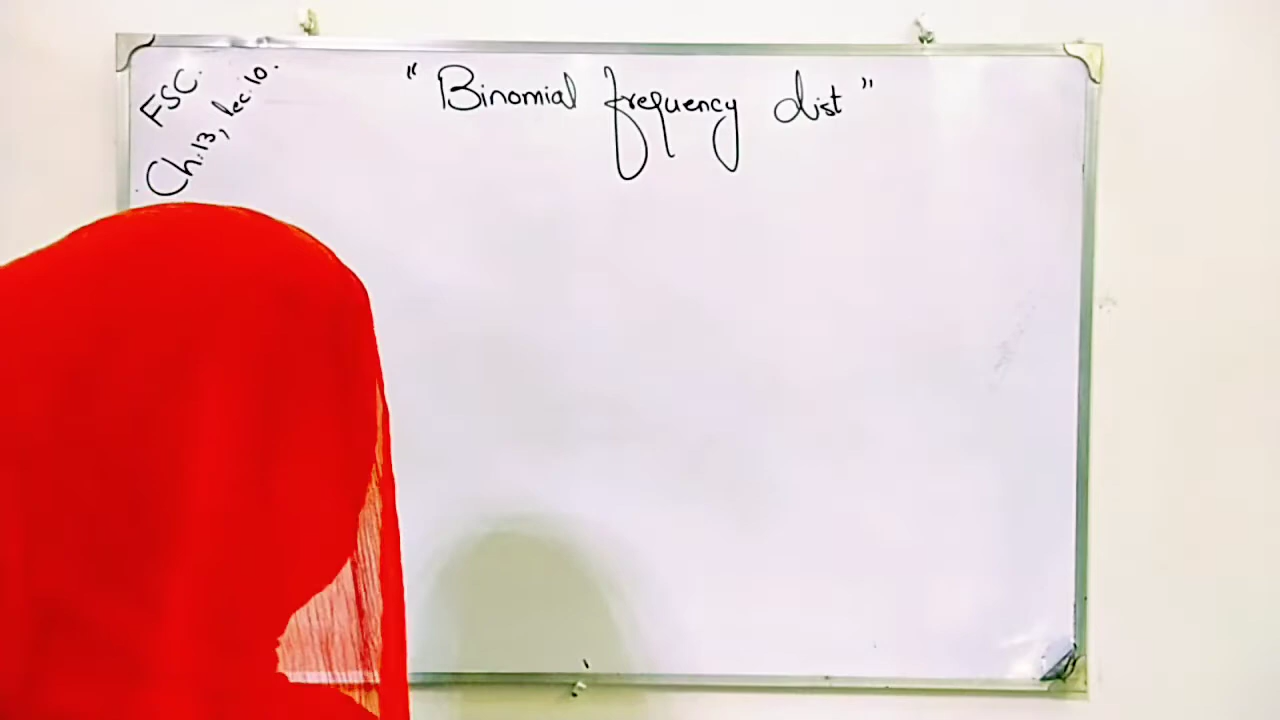 FSC.
Ch.13, lec.10.
"Binomial frequency dist"